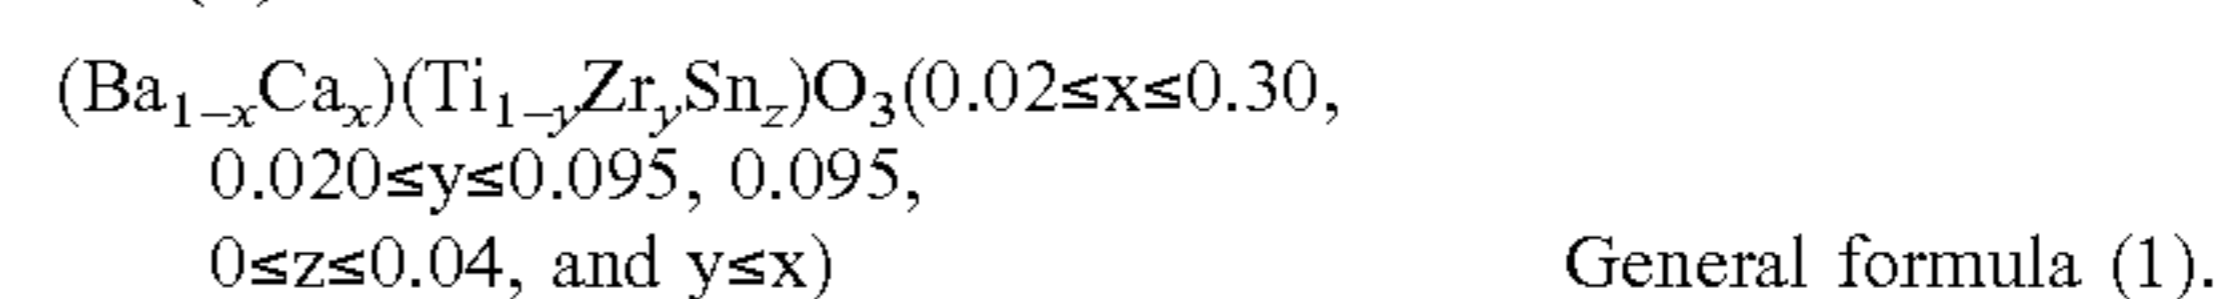 (Ba₁₋ₓCaₓ)(Ti₁₋ᵧZrᵧSn_z)O₃(0.02≤x≤0.30,
0.020≤y≤0.095, 0.095,
0≤z≤0.04, and y≤x) General formula (1).